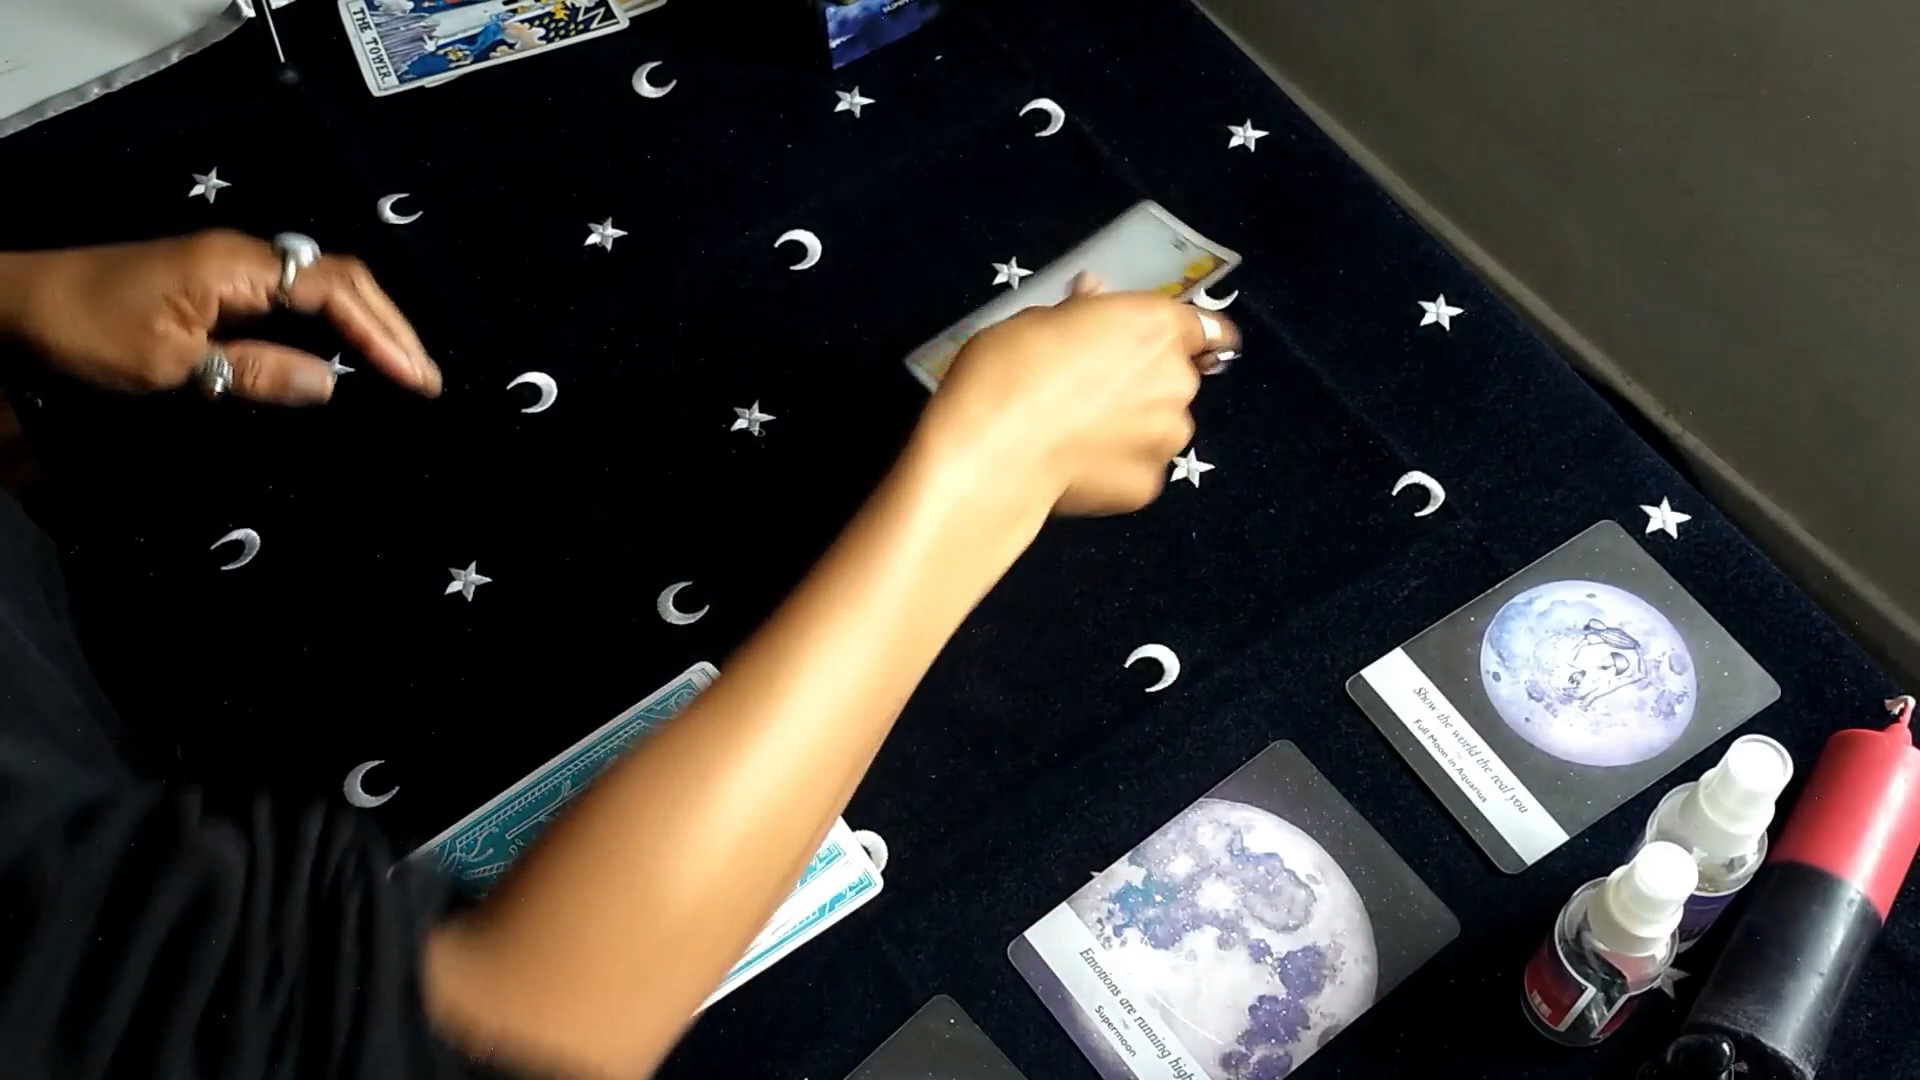 THE TOWER.
Show the world the real you
Full Moon in Aquarius
Emotions are running high
Supermoon